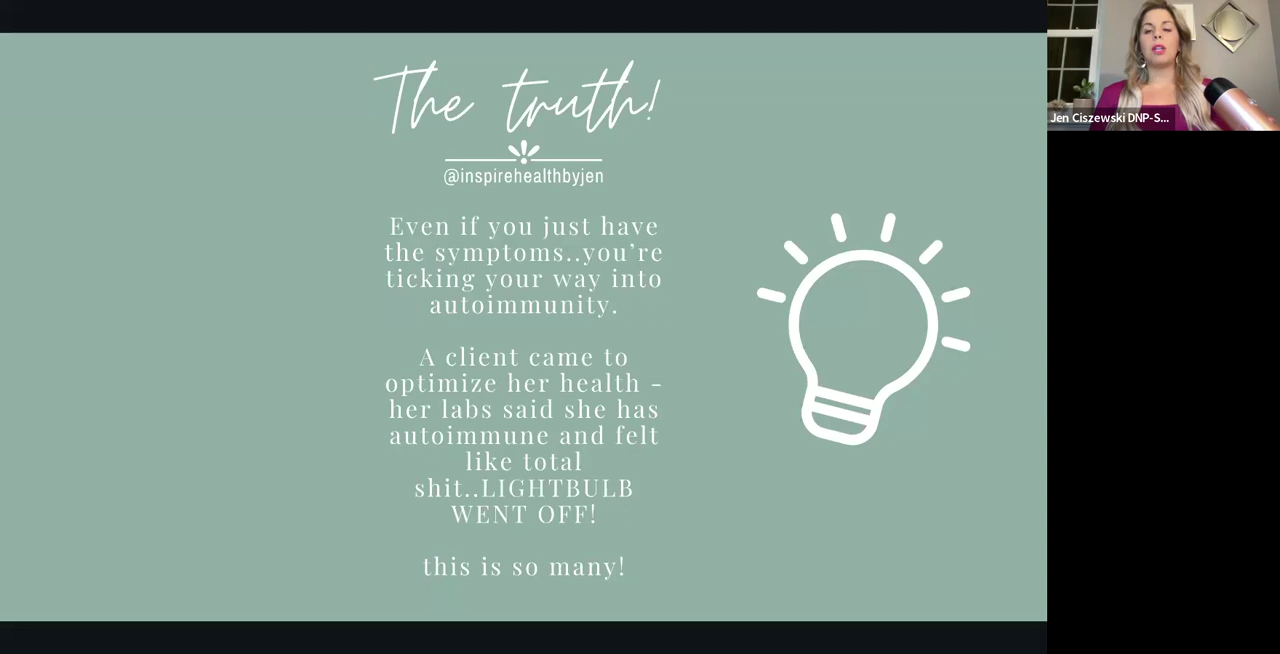 The truth!
@inspirehealthbyjen
Even if you just have
the symptoms..you’re
ticking your way into
autoimmunity.
A client came to
optimize her health -
her labs said she has
autoimmune and felt
like total
shit..LIGHTBULB
WENT OFF!
this is so many!
Jen Ciszewski DNP-S...